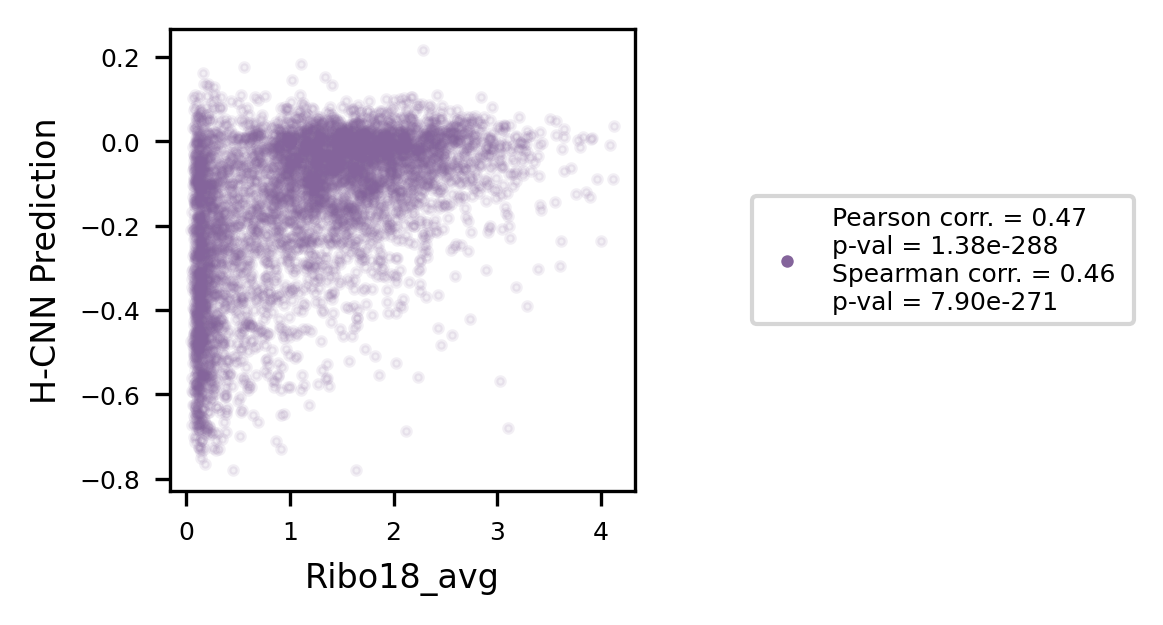 H-CNN Prediction
0.2
0.0
−0.2
−0.4
−0.6
−0.8
0 1 2 3 4
Ribo18_avg
Pearson corr. = 0.47
p-val = 1.38e-288
Spearman corr. = 0.46
p-val = 7.90e-271